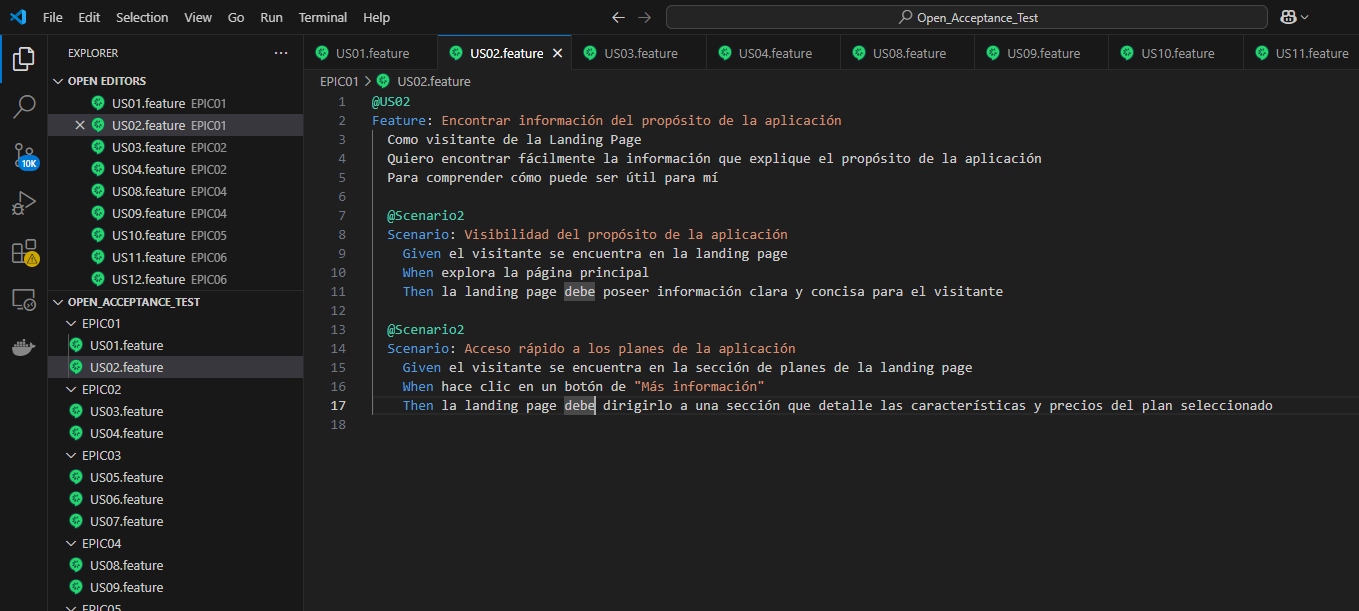 File Edit Selection View Go Run Terminal Help
Open_Acceptance_Test
EXPLORER
OPEN EDITORS
US01.feature EPIC01
US02.feature EPIC01
US03.feature EPIC02
US04.feature EPIC02
US08.feature EPIC04
US09.feature EPIC04
US10.feature EPIC05
US11.feature EPIC06
US12.feature EPIC06
OPEN_ACCEPTANCE_TEST
EPIC01
US01.feature
US02.feature
EPIC02
US03.feature
US04.feature
EPIC03
US05.feature
US06.feature
US07.feature
EPIC04
US08.feature
US09.feature
EPIC05
10K
US01.feature US02.feature US03.feature US04.feature US08.feature US09.feature US10.feature US11.feature
EPIC01 > US02.feature
1 @US02
2 Feature: Encontrar información del propósito de la aplicación
3 Como visitante de la Landing Page
4 Quiero encontrar fácilmente la información que explique el propósito de la aplicación
5 Para comprender cómo puede ser útil para mí
6
7 @Scenario2
8 Scenario: Visibilidad del propósito de la aplicación
9 Given el visitante se encuentra en la landing page
10 When explora la página principal
11 Then la landing page debe poseer información clara y concisa para el visitante
12
13 @Scenario2
14 Scenario: Acceso rápido a los planes de la aplicación
15 Given el visitante se encuentra en la sección de planes de la landing page
16 When hace clic en un botón de "Más información"
17 Then la landing page debe dirigirlo a una sección que detalle las características y precios del plan seleccionado
18